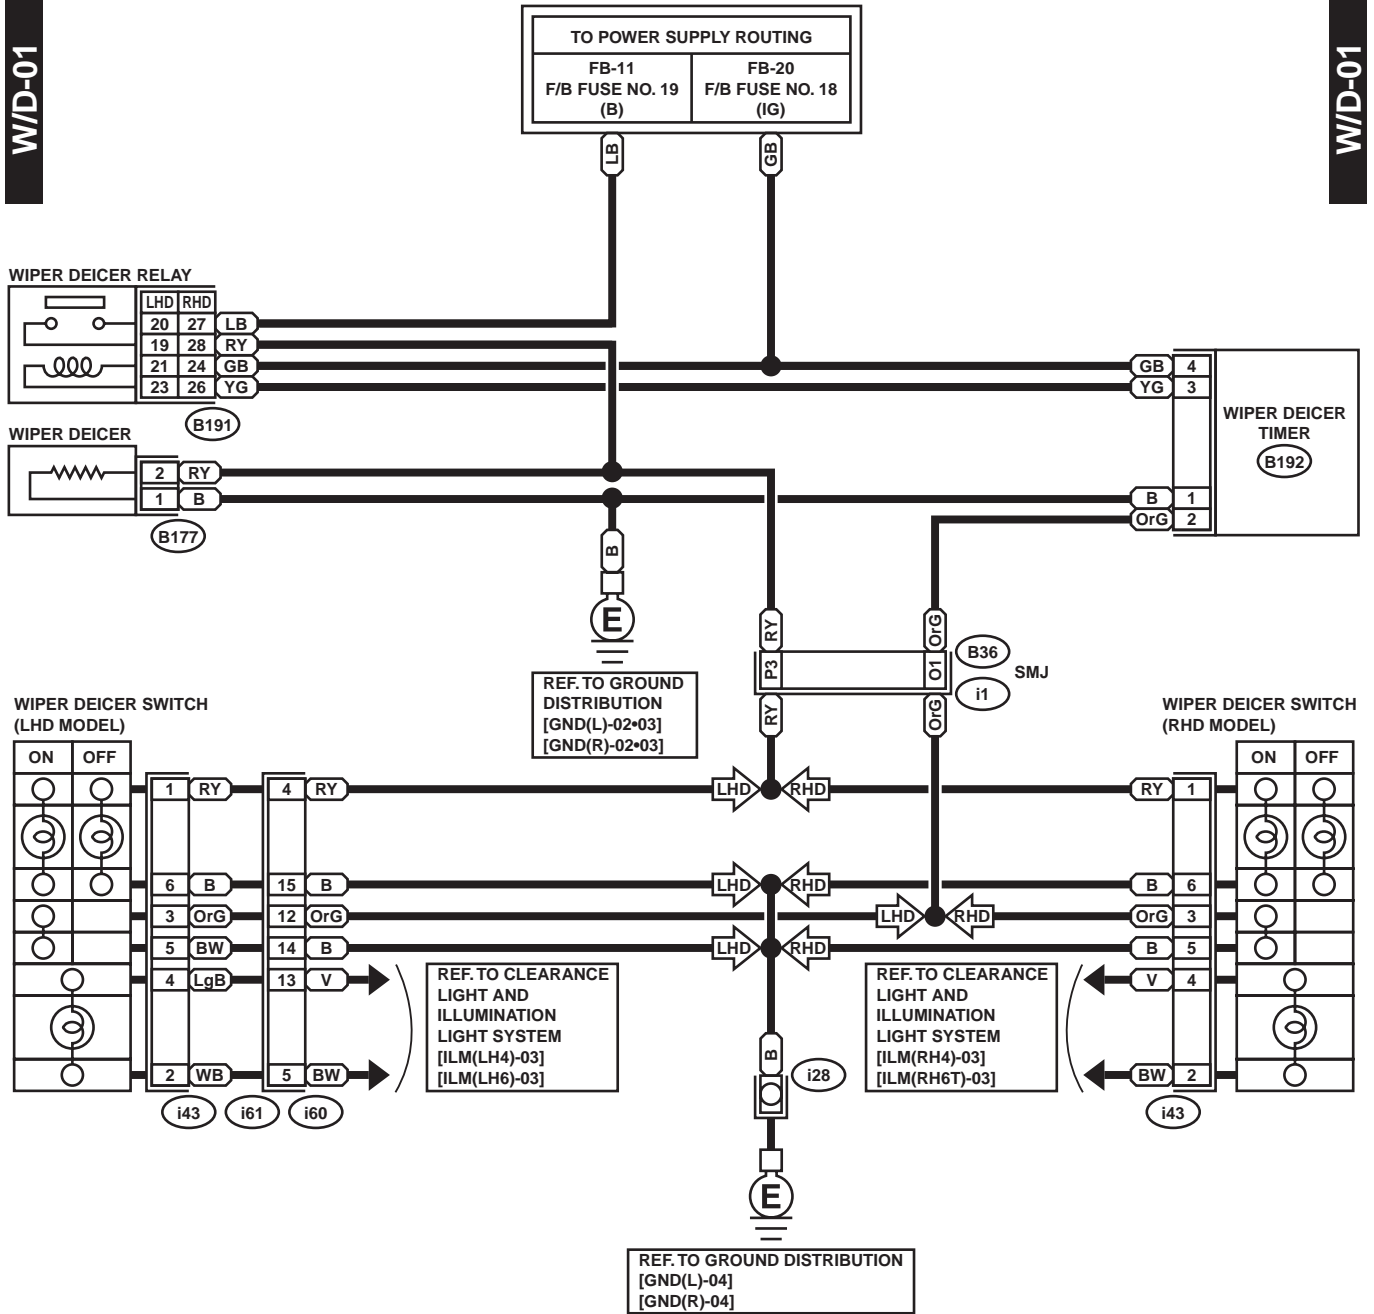 W/D-01
W/D-01
TO POWER SUPPLY ROUTING
FB-11
F/B FUSE NO. 19
(B)
FB-20
F/B FUSE NO. 18
(IG)
LB
GB
WIPER DEICER RELAY
LHD RHD
20 27 LB
19 28 RY
21 24 GB
23 26 YG
B191
GB 4
YG 3
WIPER DEICER
TIMER
B192
B 1
OrG 2
WIPER DEICER
2 RY
1 B
B177
B
E
REF. TO GROUND
DISTRIBUTION
[GND(L)-02•03]
[GND(R)-02•03]
RY
OrG
P3
O1
B36
SMJ
i1
RY
OrG
WIPER DEICER SWITCH
(LHD MODEL)
ON OFF
WIPER DEICER SWITCH
(RHD MODEL)
ON OFF
1 RY 4 RY LHD RHD RY 1
6 B 15 B LHD RHD B 6
3 OrG 12 OrG LHD RHD OrG 3
5 BW 14 B LHD RHD B 5
4 LgB 13 V
V 4
2 WB 5 BW
BW 2
REF. TO CLEARANCE
LIGHT AND
ILLUMINATION
LIGHT SYSTEM
[ILM(LH4)-03]
[ILM(LH6)-03]
REF. TO CLEARANCE
LIGHT AND
ILLUMINATION
LIGHT SYSTEM
[ILM(RH4)-03]
[ILM(RH6T)-03]
i43 i61 i60
B
i28
i43
E
REF. TO GROUND DISTRIBUTION
[GND(L)-04]
[GND(R)-04]